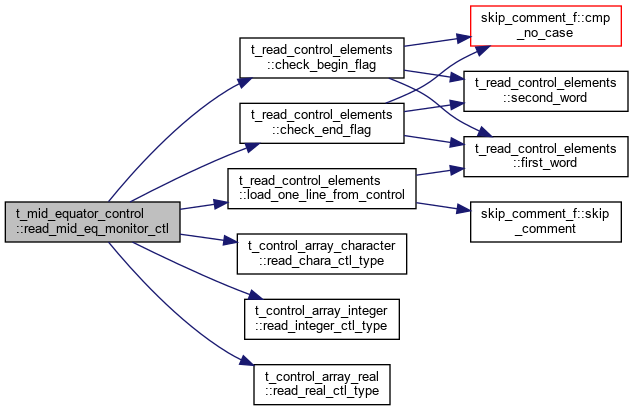 t_mid_equator_control
::read_mid_eq_monitor_ctl
t_read_control_elements
::check_begin_flag
t_read_control_elements
::check_end_flag
t_read_control_elements
::load_one_line_from_control
t_control_array_character
::read_chara_ctl_type
t_control_array_integer
::read_integer_ctl_type
t_control_array_real
::read_real_ctl_type
skip_comment_f::cmp
_no_case
t_read_control_elements
::second_word
t_read_control_elements
::first_word
skip_comment_f::skip
_comment